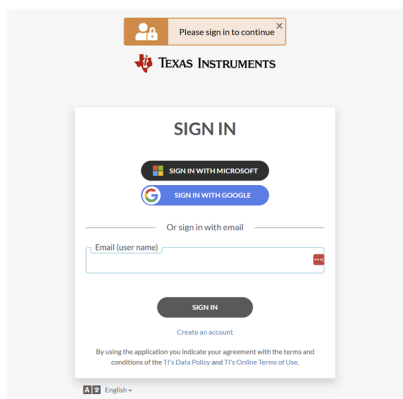 Please sign in to continue
TEXAS INSTRUMENTS
SIGN IN
SIGN IN WITH MICROSOFT
SIGN IN WITH GOOGLE
Or sign in with email
Email (user name)
SIGN IN
Create an account
By using the application you indicate your agreement with the terms and
conditions of the TI's Data Policy and TI's Online Terms of Use.
English